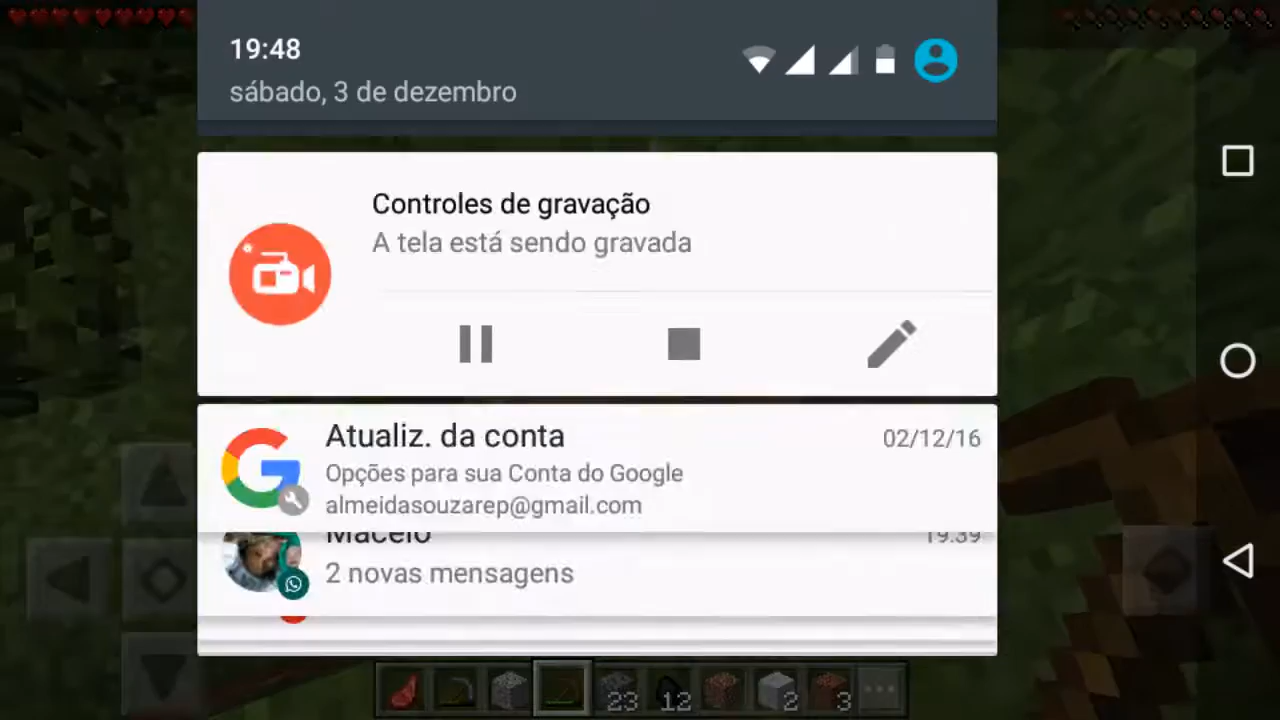 19:48
sábado, 3 de dezembro
Controles de gravação
A tela está sendo gravada
Atualiz. da conta 02/12/16
Opções para sua Conta do Google
almeidasouzarep@gmail.com
Maceio 19:39
2 novas mensagens
23 12 2 3